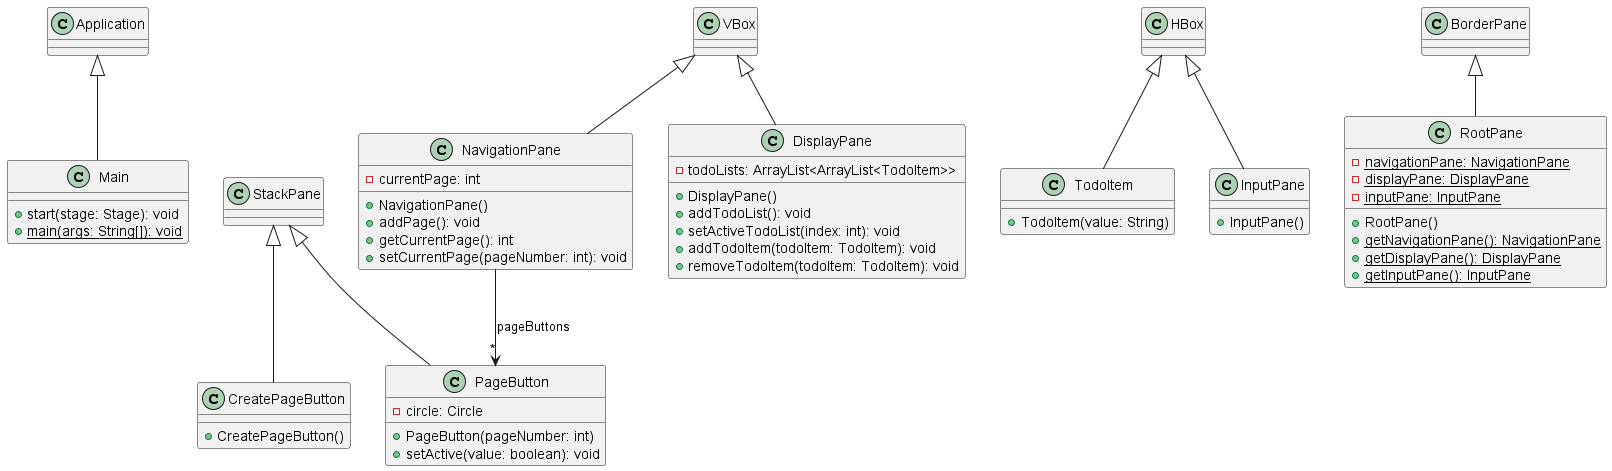 C Application
C VBox
C HBox
C BorderPane
C Main
start(stage: Stage): void
main(args: String[]): void
C StackPane
C NavigationPane
currentPage: int
NavigationPane()
addPage(): void
getCurrentPage(): int
setCurrentPage(pageNumber: int): void
C DisplayPane
todoLists: ArrayList<ArrayList<TodoItem>>
DisplayPane()
addTodoList(): void
setActiveTodoList(index: int): void
addTodoItem(todoItem: TodoItem): void
removeTodoItem(todoItem: TodoItem): void
C TodoItem
TodoItem(value: String)
C InputPane
InputPane()
C RootPane
navigationPane: NavigationPane
displayPane: DisplayPane
inputPane: InputPane
RootPane()
getNavigationPane(): NavigationPane
getDisplayPane(): DisplayPane
getInputPane(): InputPane
pageButtons
*
C CreatePageButton
CreatePageButton()
C PageButton
circle: Circle
PageButton(pageNumber: int)
setActive(value: boolean): void